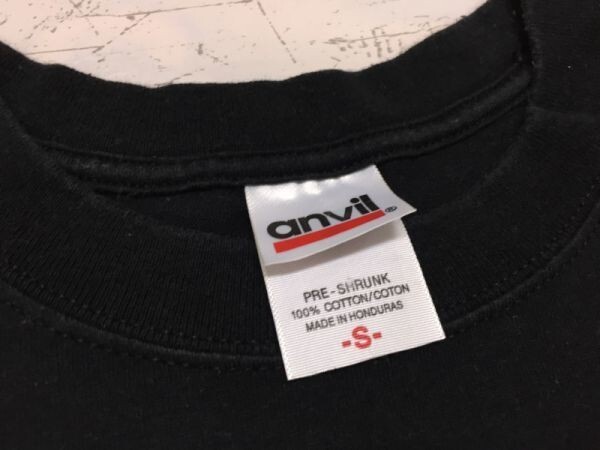 anvil®
PRE-SHRUNK
100% COTTON/COTON
MADE IN HONDURAS
-S-